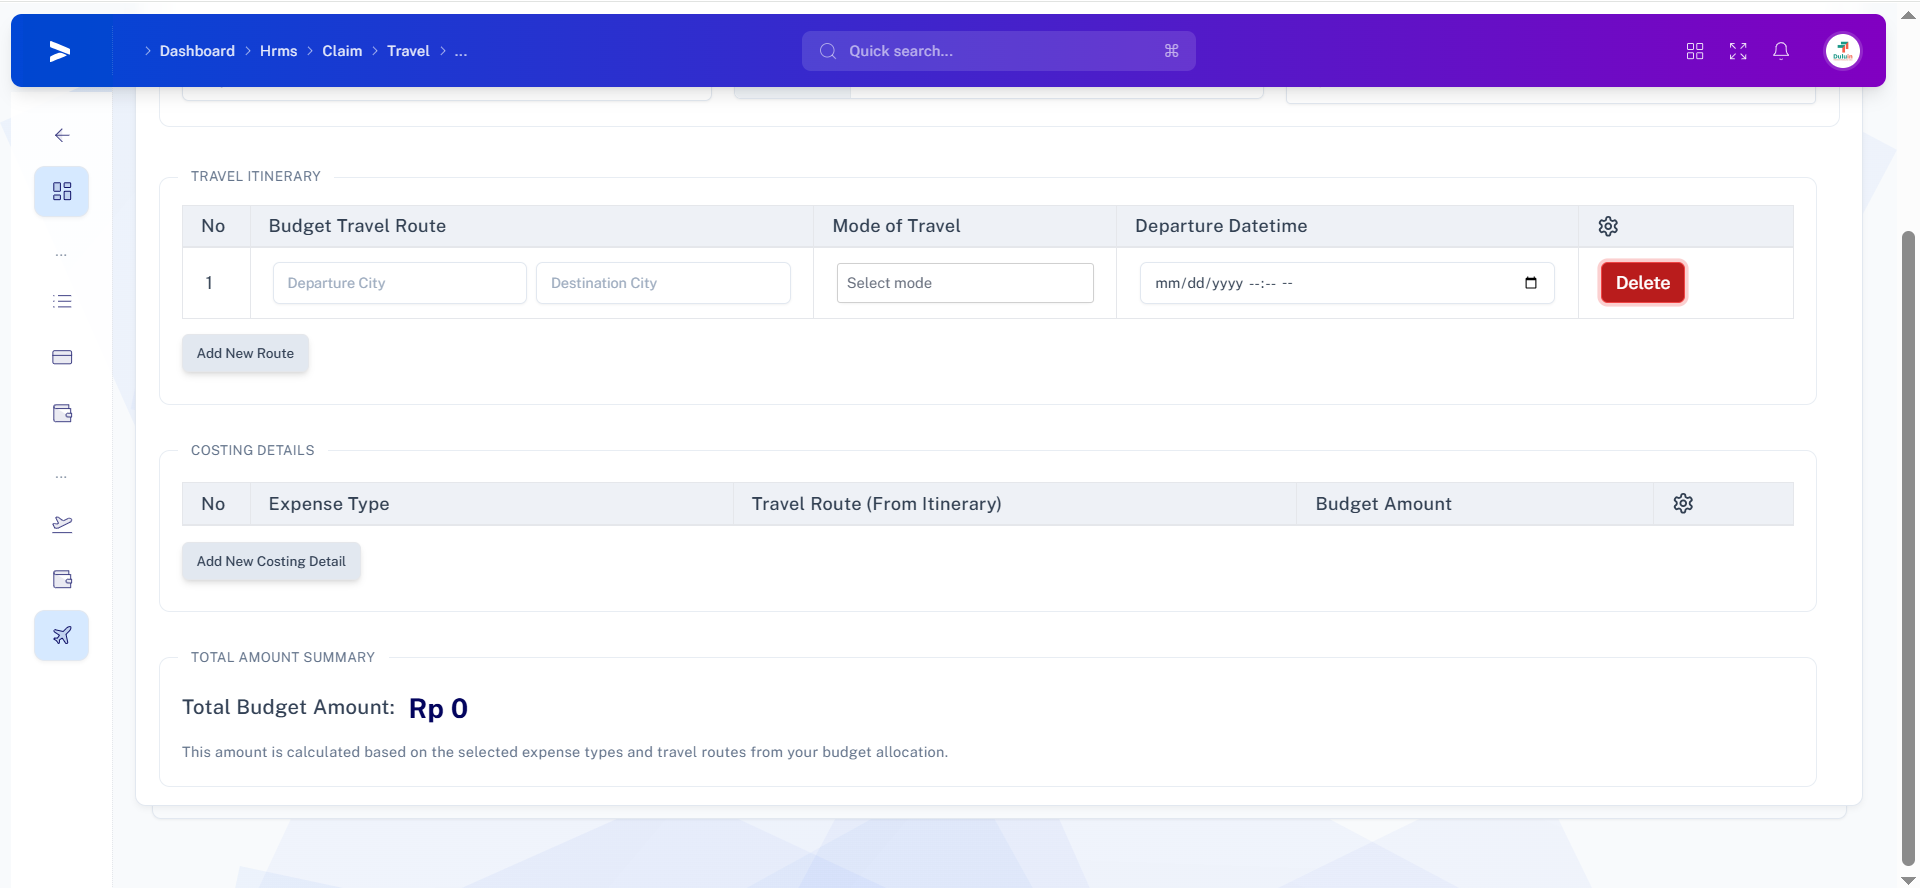 Dashboard Hrms Claim Travel ...
Quick search...
⌘
Duluin
...
...
TRAVEL ITINERARY
No Budget Travel Route Mode of Travel Departure Datetime
1 Departure City Destination City Select mode mm/dd/yyyy --:-- -- Delete
Add New Route
COSTING DETAILS
No Expense Type Travel Route (From Itinerary) Budget Amount
Add New Costing Detail
TOTAL AMOUNT SUMMARY
Total Budget Amount: Rp 0
This amount is calculated based on the selected expense types and travel routes from your budget allocation.